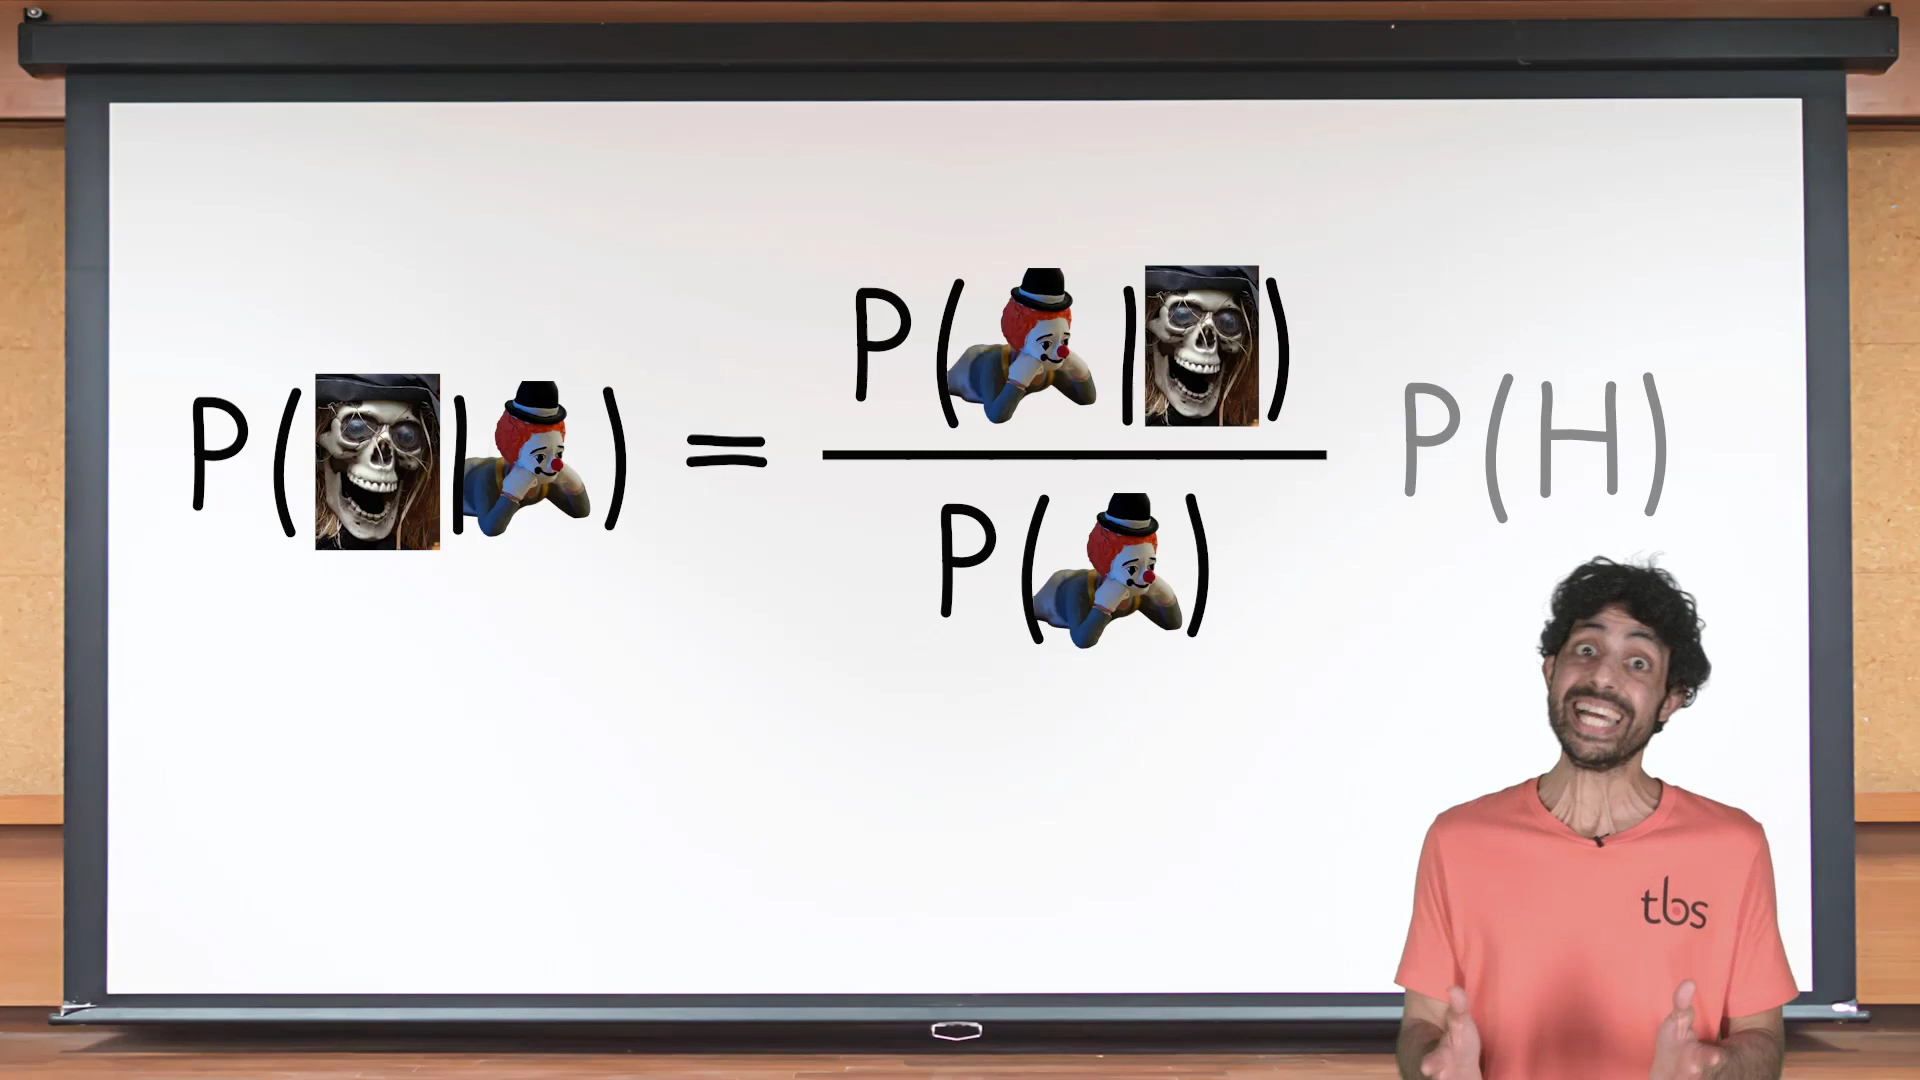 P( | ) = P( | ) P(H)
P( )
tbs